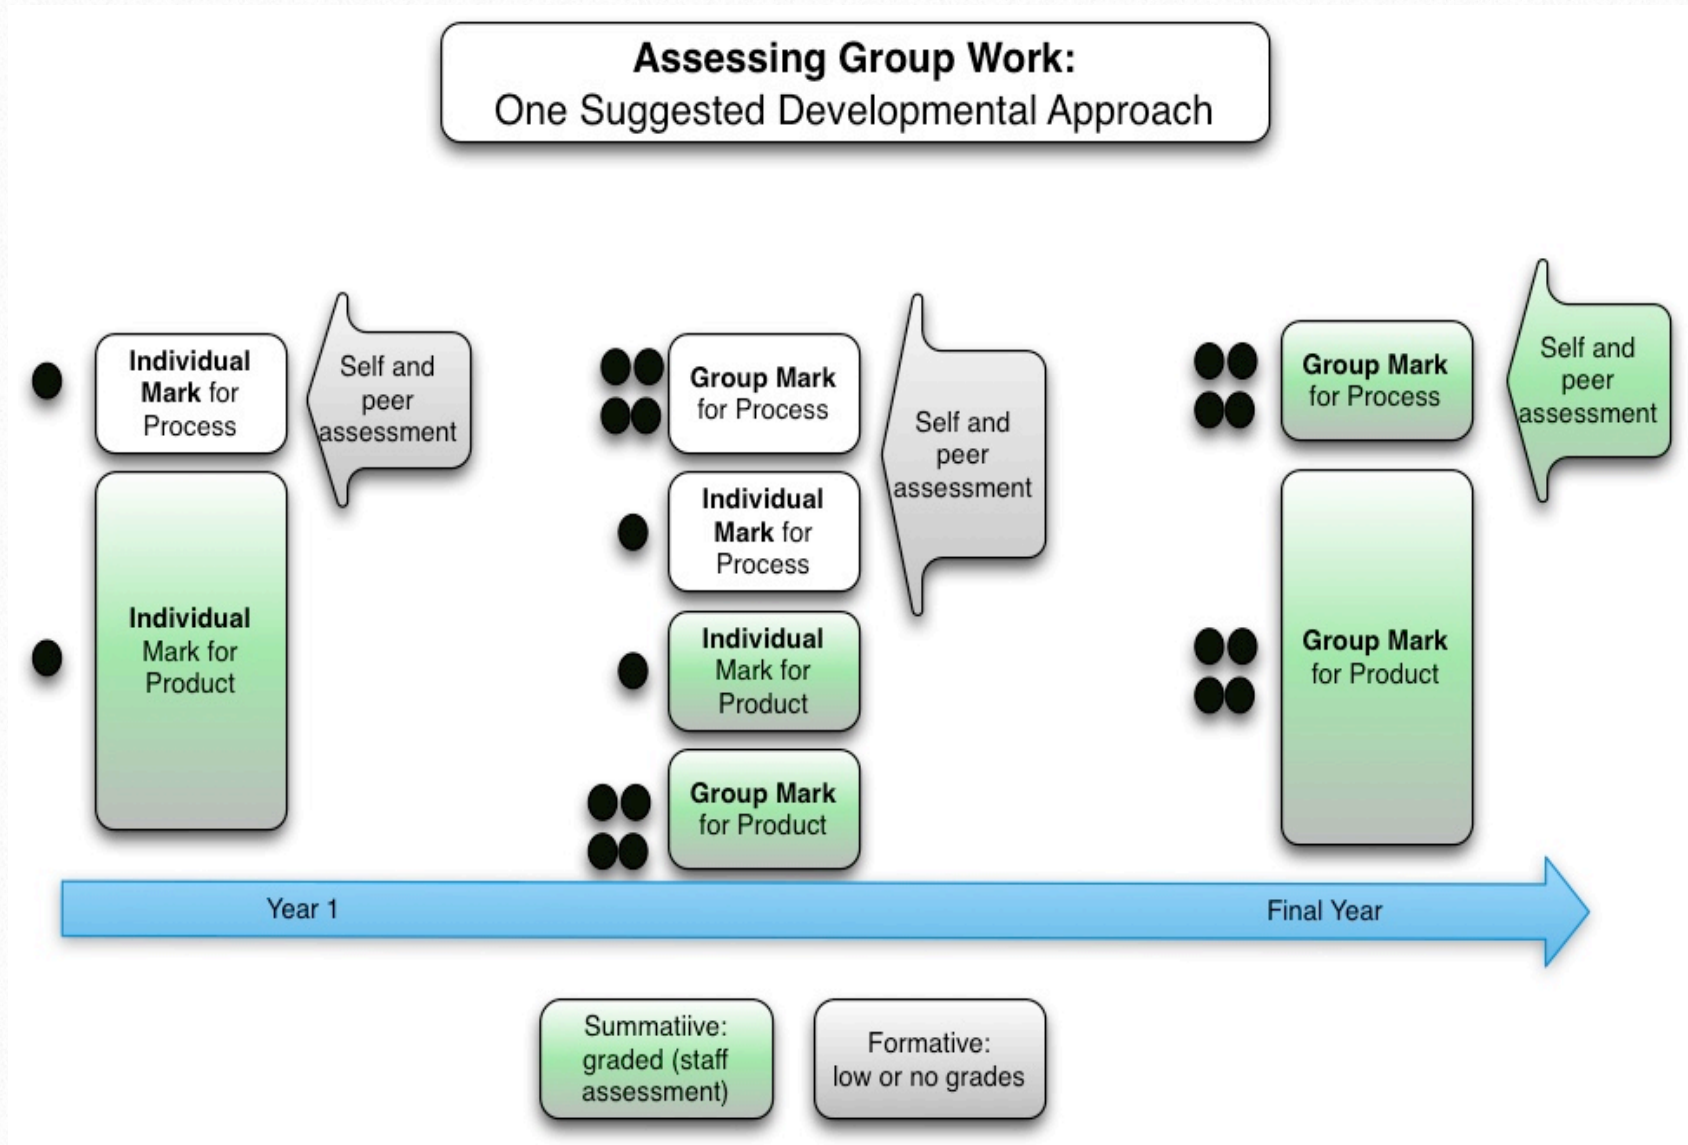 Assessing Group Work:
One Suggested Developmental Approach
Individual
Mark for
Process
Self and
peer
assessment
Individual
Mark for
Product
Group Mark
for Process
Individual
Mark for
Process
Self and
peer
assessment
Individual
Mark for
Product
Group Mark
for Product
Group Mark
for Process
Self and
peer
assessment
Group Mark
for Product
Year 1
Final Year
Summatiive:
graded (staff
assessment)
Formative:
low or no grades